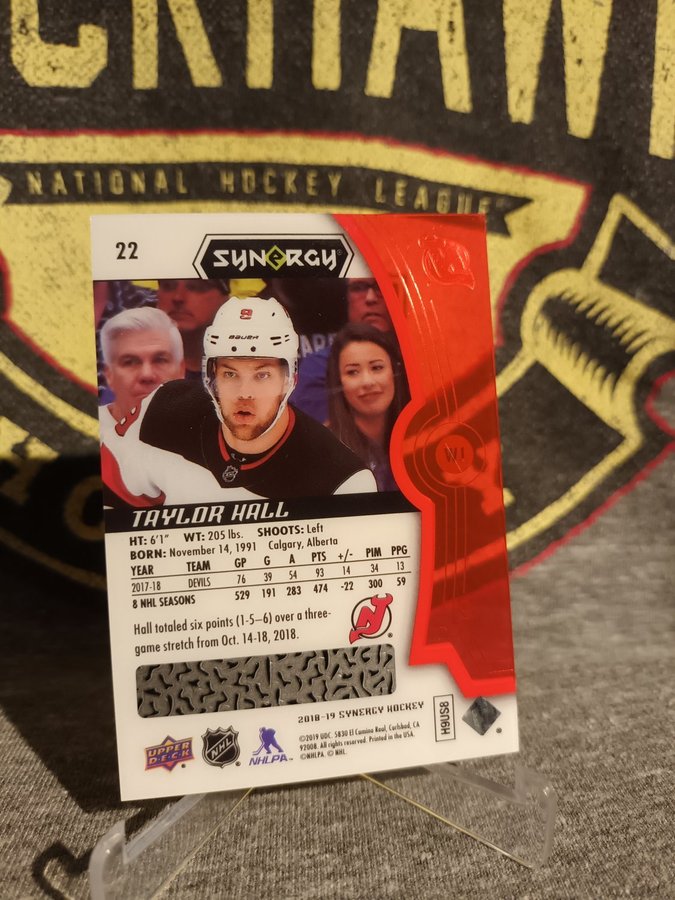 CKHAWK
NATIONAL HOCKEY LEAGUE
22
SYNERGY
9
BAUER
TAYLOR HALL
HT: 6'1" WT: 205 lbs. SHOOTS: Left
BORN: November 14, 1991 Calgary, Alberta
YEAR TEAM GP G A PTS +/- PIM PPG
2017-18 DEVILS 76 39 54 93 14 34 13
8 NHL SEASONS 529 191 283 474 -22 300 59
Hall totaled six points (1-5–6) over a three-
game stretch from Oct. 14-18, 2018.
2018-19 SYNERGY HOCKEY
©2019 UDC. 5830 El Camino Real, Carlsbad, CA
92008. All rights reserved. Printed in the USA.
©NHLPA. © NHL.
UPPER
DECK
NHL
NHLPA
H9US8